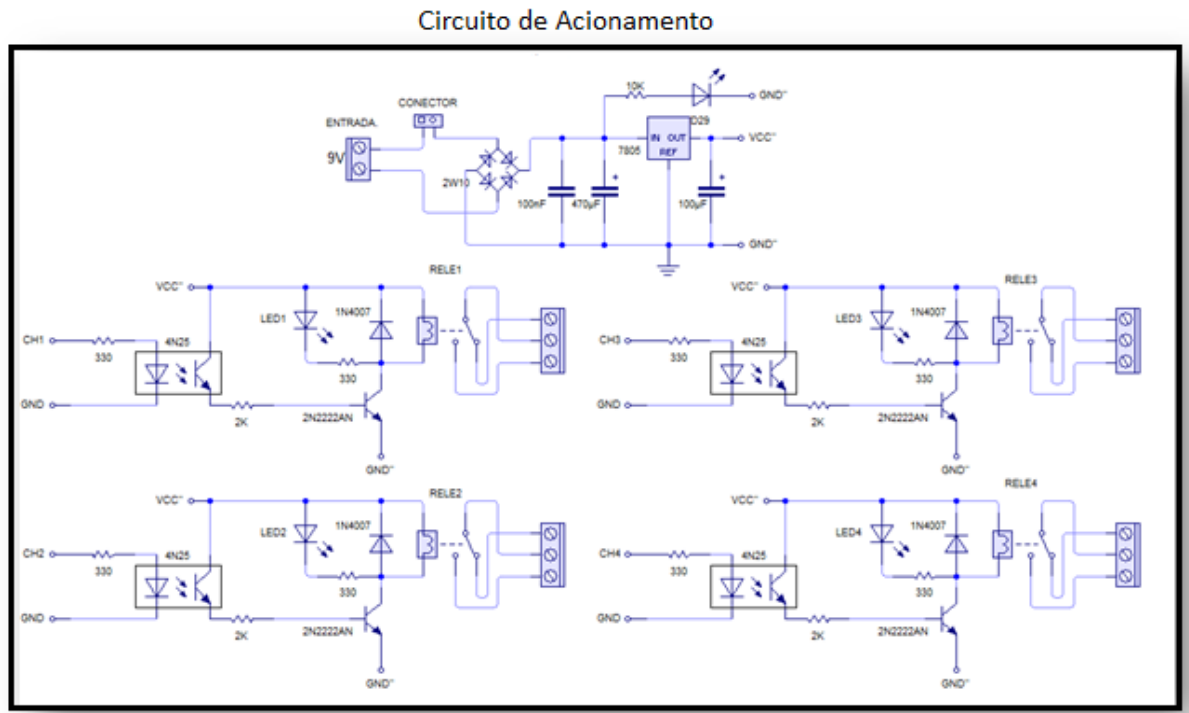 Circuito de Acionamento
CONECTOR
ENTRADA.
9V
2W10
10K
GND"
D29
IN OUT
REF
7805
VCC"
100nF
470µF
100µF
GND"
RELE1
VCC"
LED1
1N4007
CH1
330
4N25
330
GND
2K
2N2222AN
GND"
RELE3
VCC"
LED3
1N4007
CH3
330
4N25
330
GND
2K
2N2222AN
GND"
RELE2
VCC"
LED2
1N4007
CH2
330
4N25
330
GND
2K
2N2222AN
GND"
RELE4
VCC"
LED4
1N4007
CH4
330
4N25
330
GND
2K
2N2222AN
GND"